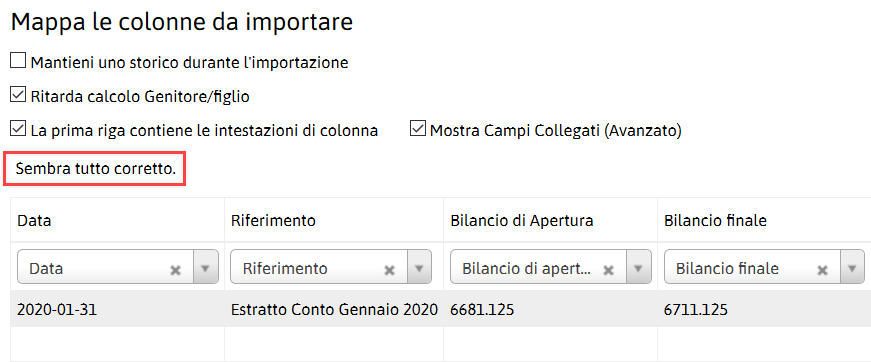 Mappa le colonne da importare
Mantieni uno storico durante l'importazione
Ritarda calcolo Genitore/figlio
La prima riga contiene le intestazioni di colonna Mostra Campi Collegati (Avanzato)
Sembra tutto corretto.
Data Riferimento Bilancio di Apertura Bilancio finale
Data Riferimento Bilancio di apert... Bilancio finale
2020-01-31 Estratto Conto Gennaio 2020 6681.125 6711.125